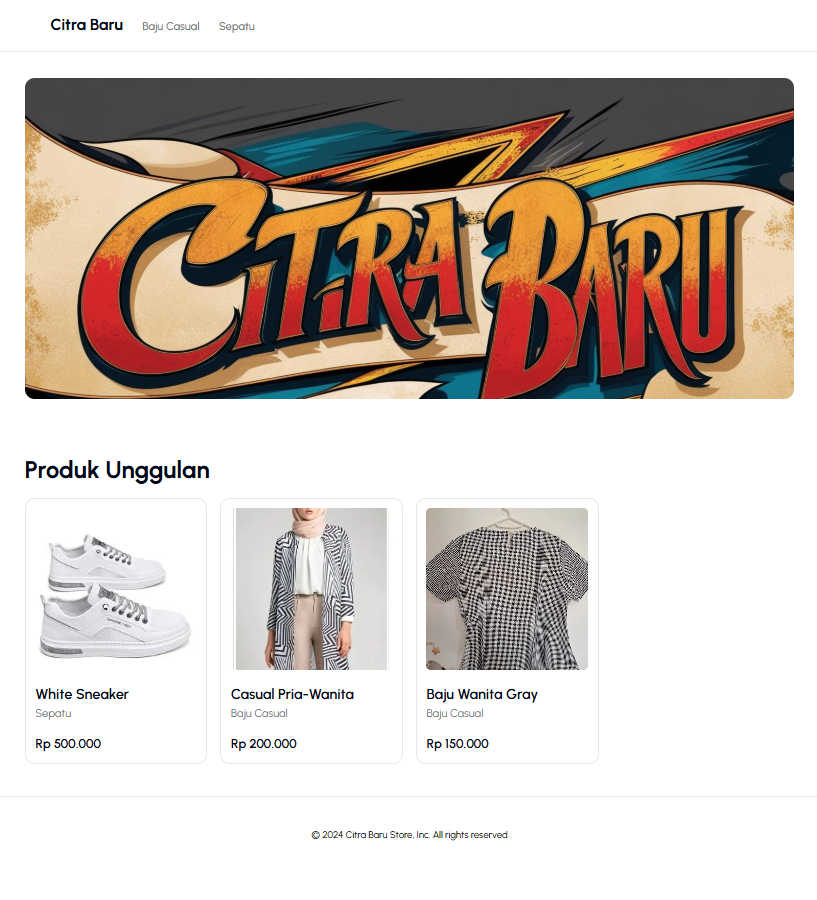 Citra Baru Baju Casual Sepatu
CITRA BARU
Produk Unggulan
White Sneaker
Sepatu
Rp 500.000
Casual Pria-Wanita
Baju Casual
Rp 200.000
Baju Wanita Gray
Baju Casual
Rp 150.000
© 2024 Citra Baru Store, Inc. All rights reserved